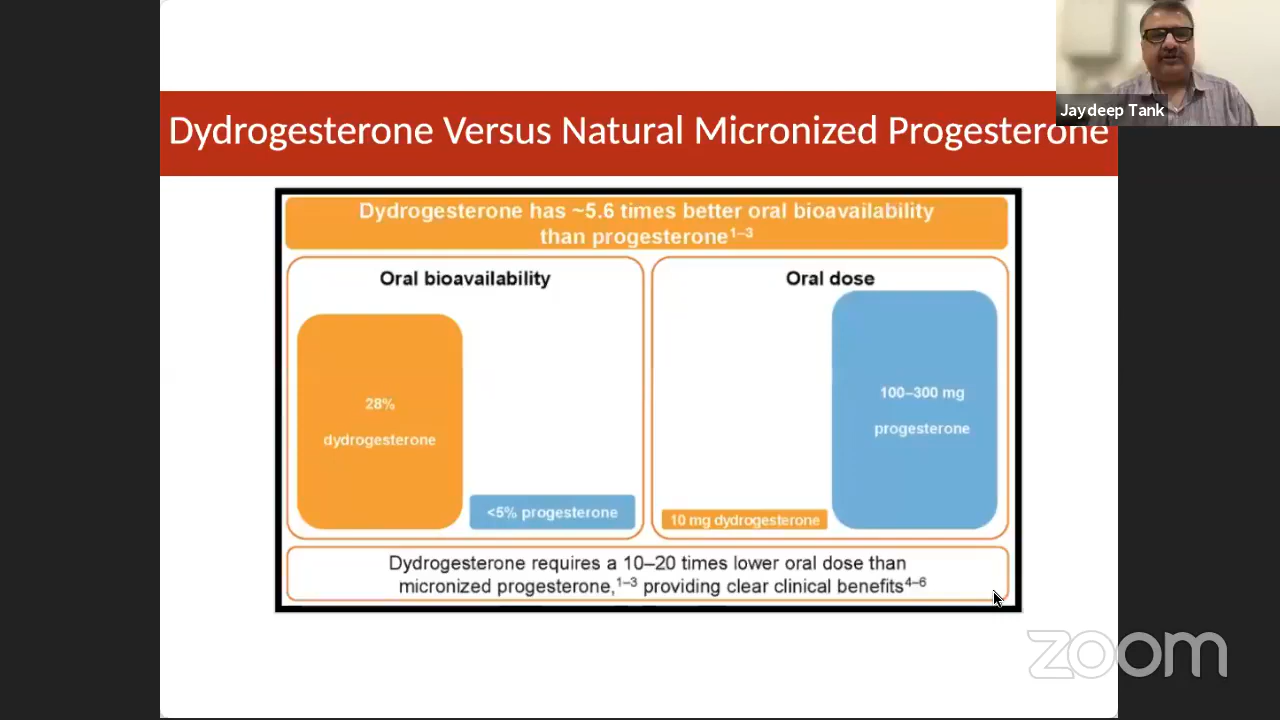 Jaydeep Tank
Dydrogesterone Versus Natural Micronized Progesterone
Dydrogesterone has ~5.6 times better oral bioavailability
than progesterone1–3
Oral bioavailability
28%
dydrogesterone
<5% progesterone
Oral dose
10 mg dydrogesterone
100–300 mg
progesterone
Dydrogesterone requires a 10–20 times lower oral dose than
micronized progesterone,1–3 providing clear clinical benefits4–6
zoom